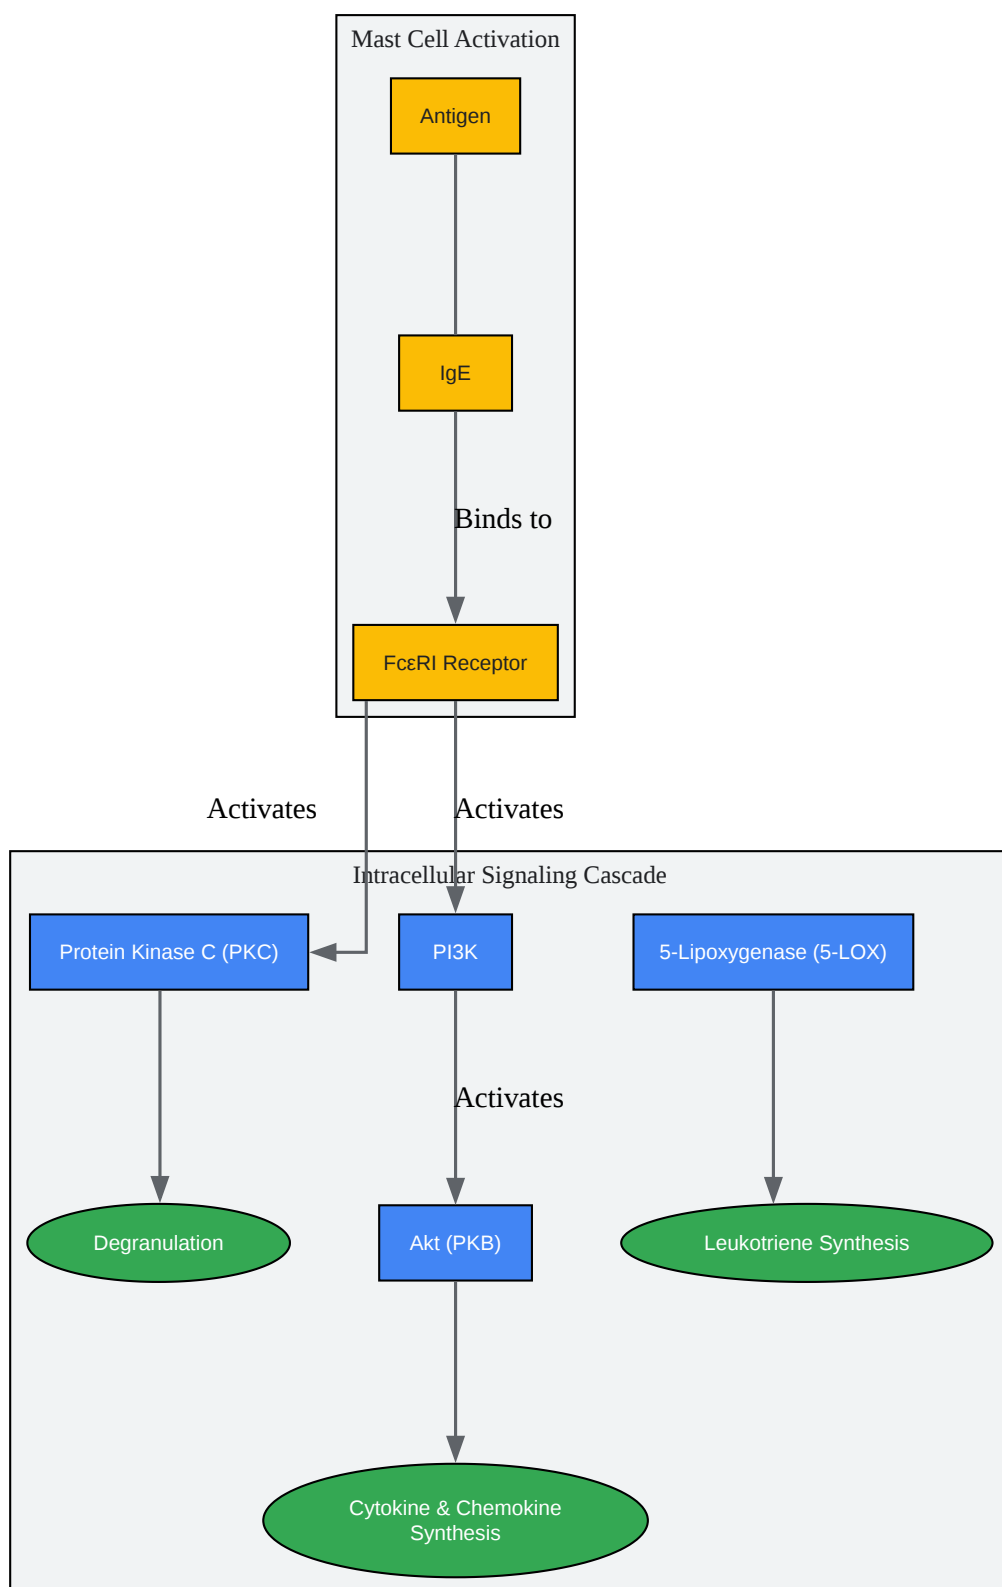 Mast Cell Activation
Antigen
IgE
Binds to
FcεRI Receptor
Activates
Activates
Intracellular Signaling Cascade
Protein Kinase C (PKC)
PI3K
5-Lipoxygenase (5-LOX)
Activates
Degranulation
Akt (PKB)
Leukotriene Synthesis
Cytokine & Chemokine
Synthesis